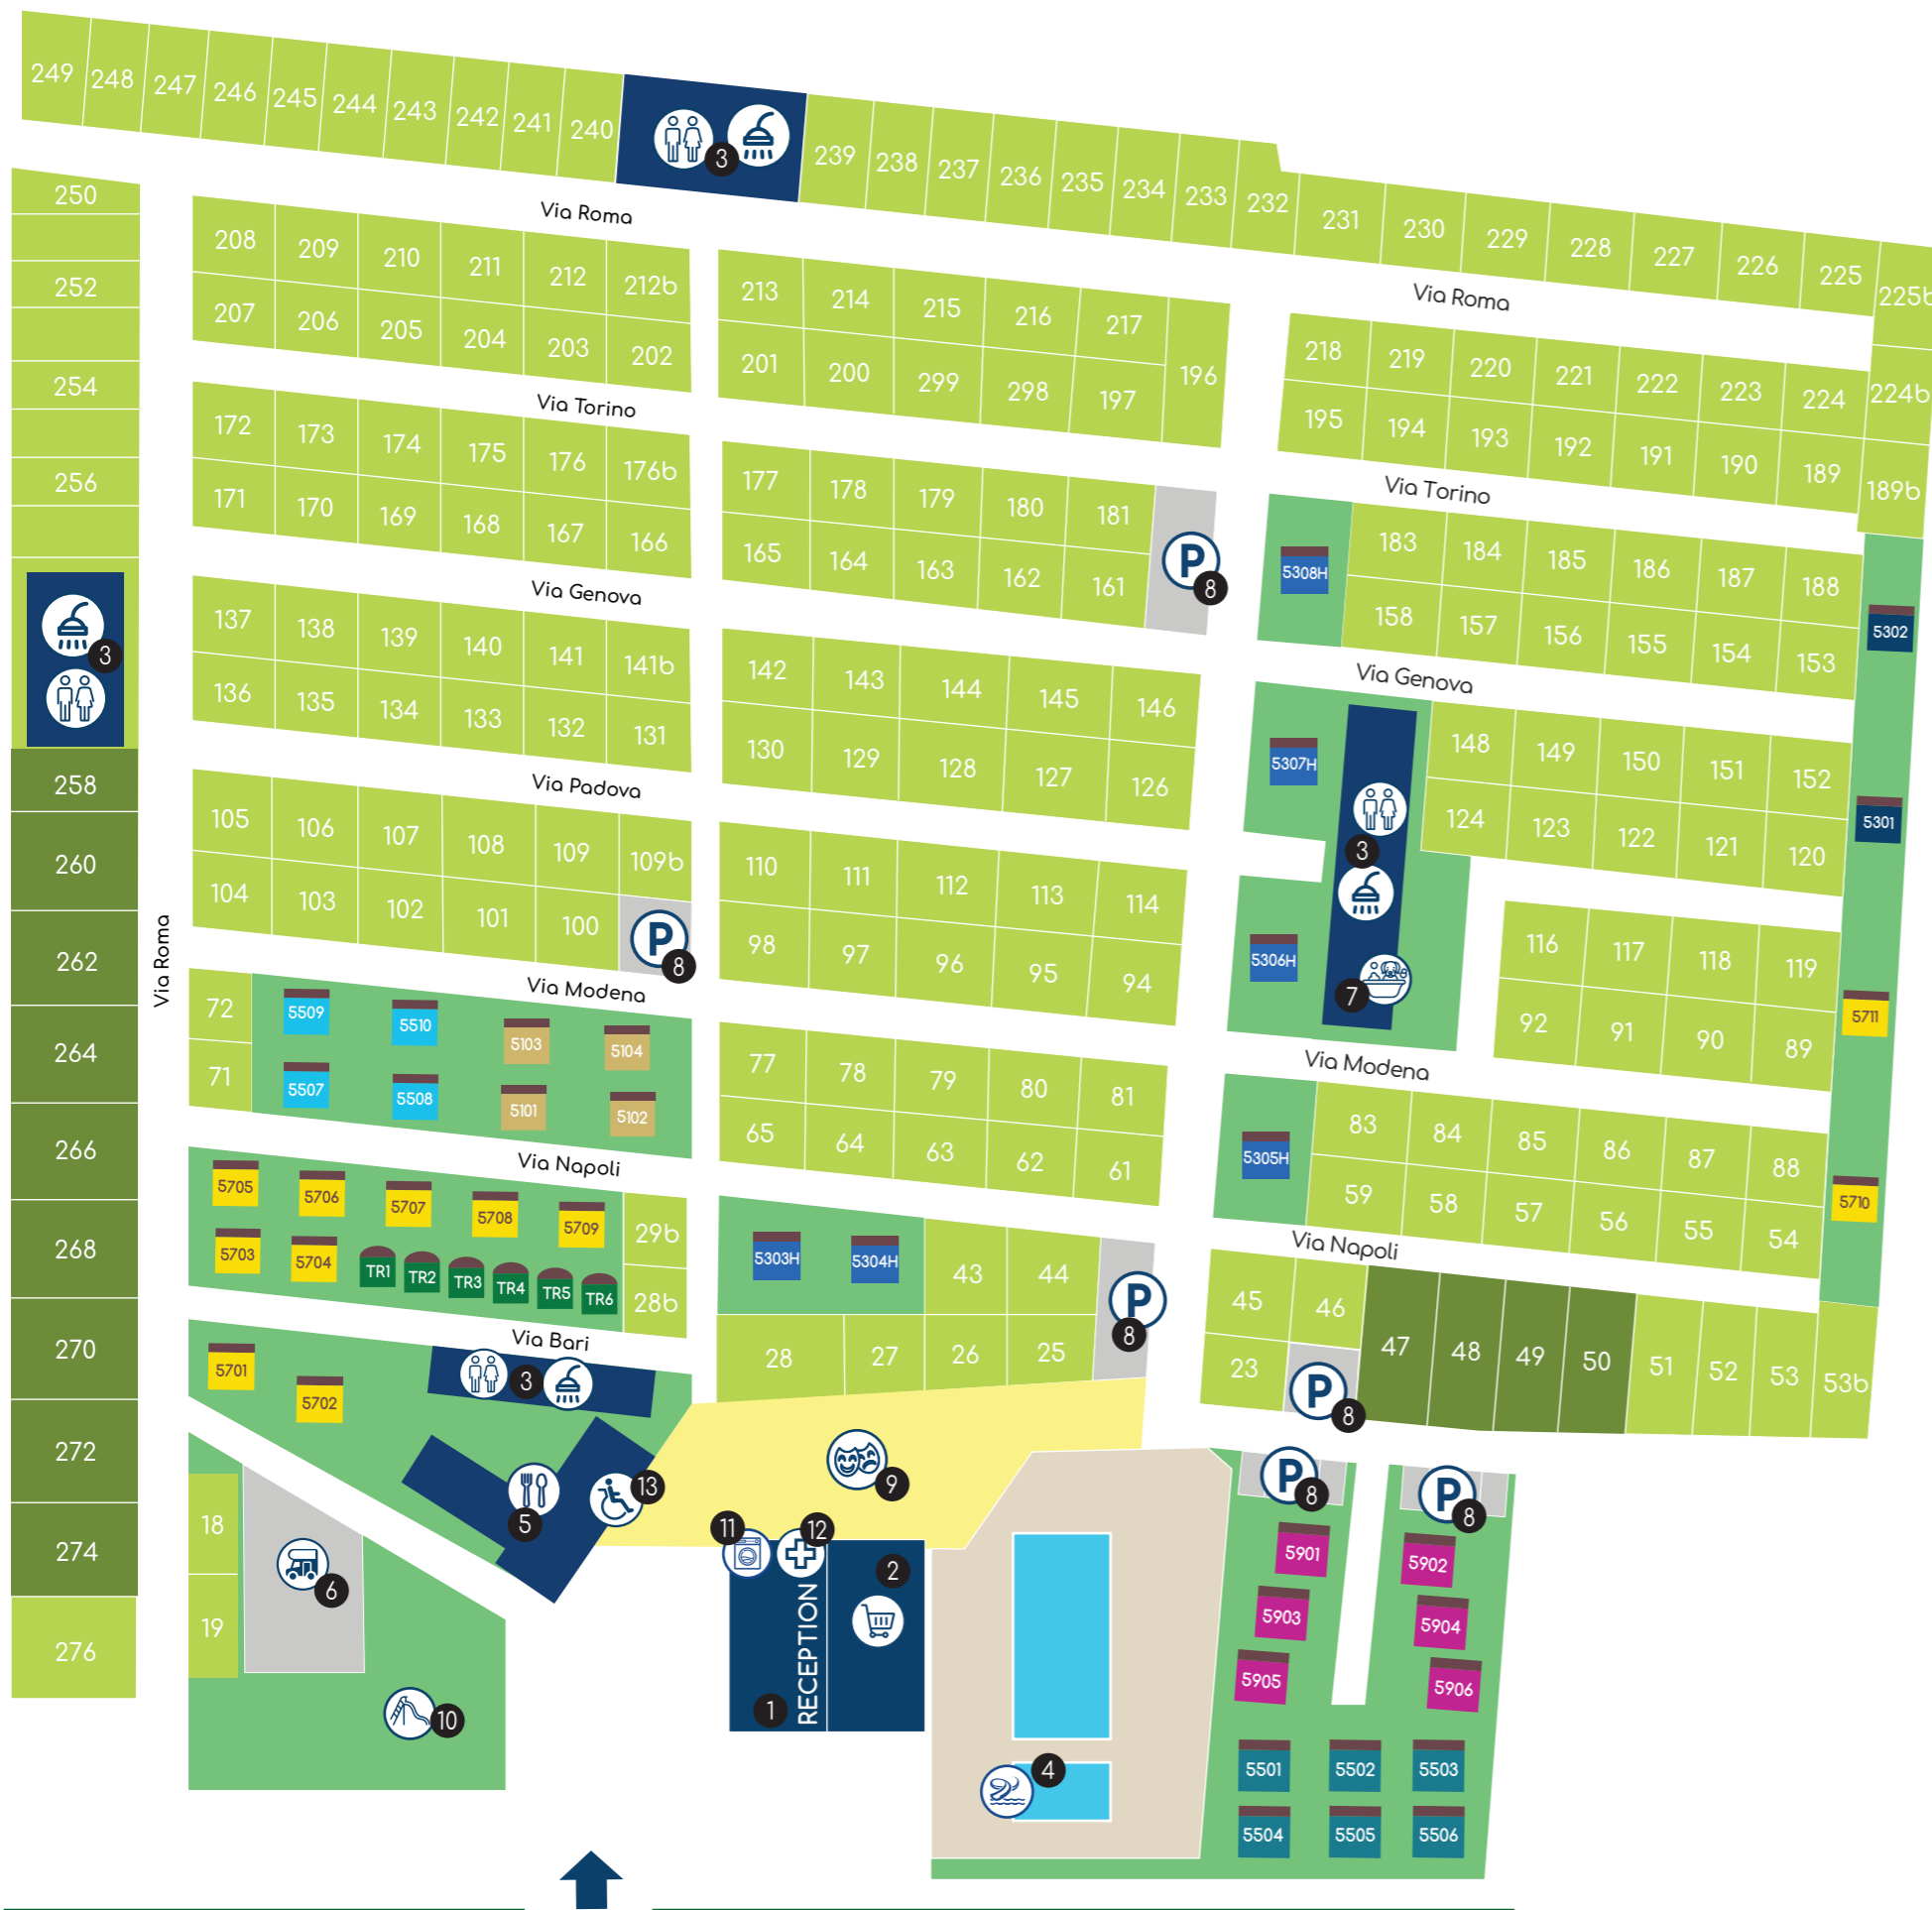 249 248 247 246 245 244 243 242 241 240 3 239 238 237 236 235 234 233 232 231 230 229 228 227 226 225 225b
250
252
254
256
3
258
260
262
264
266
268
270
272
274
276
Via Roma
Via Roma
208 209 210 211 212 212b
207 206 205 204 203 202
213 214 215 216 217
201 200 299 298 197 196
Via Roma
218 219 220 221 222 223 224 224b
195 194 193 192 191 190 189 189b
Via Torino
172 173 174 175 176 176b
171 170 169 168 167 166
177 178 179 180 181
165 164 163 162 161
P 8
Via Torino
5308H
183 184 185 186 187 188
158 157 156 155 154 153
5302
Via Genova
137 138 139 140 141 141b
136 135 134 133 132 131
142 143 144 145 146
130 129 128 127 126
Via Genova
5307H
3
148 149 150 151 152
124 123 122 121 120
5301
Via Padova
105 106 107 108 109 109b
104 103 102 101 100
P 8
110 111 112 113 114
98 97 96 95 94
5306H
7
116 117 118 119
92 91 90 89
5711
Via Modena
72
71
5509 5510 5103 5104
5507 5508 5101 5102
77 78 79 80 81
65 64 63 62 61
Via Modena
5305H
83 84 85 86 87 88
59 58 57 56 55 54
5710
Via Napoli
5705 5706 5707 5708 5709 29b
5703 5704 TR1 TR2 TR3 TR4 TR5 TR6 28b
5303H 5304H 43 44
28 27 26 25
P 8
Via Napoli
45 46 47 48 49 50 51 52 53 53b
23
P 8
Via Bari
5701
5702
3
5
13
9
18
19
6
10
11
12
2
RECEPTION
1
4
P 8
P 8
5901 5902
5903 5904
5905 5906
5501 5502 5503
5504 5505 5506